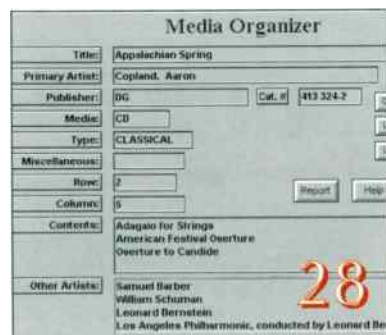 Media Organizer
Title: Appalachian Spring
Primary Artist: Copland, Aaron
Publisher: DG Cat. # 413 324-2
Media: CD
Type: CLASSICAL
Miscellaneous:
Row: 2
Report Help
Column: 5
Contents: Adagaio for Strings
American Festival Overture
Overture to Candide
28
Other Artists: Samuel Barber
William Schuman
Leonard Bernstein
Los Angeles Philharmonic, conducted by Leonard Be